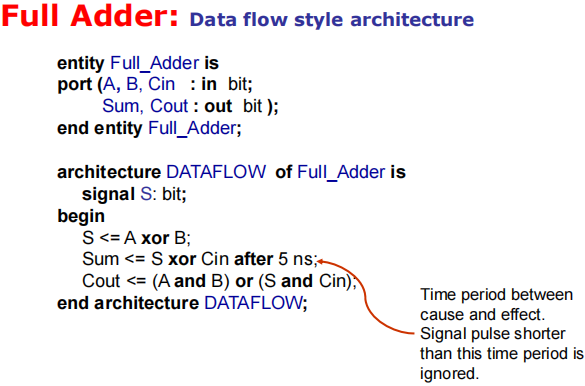 Full Adder: Data flow style architecture
entity Full_Adder is
port (A, B, Cin : in bit;
Sum, Cout : out bit );
end entity Full_Adder;
architecture DATAFLOW of Full_Adder is
signal S: bit;
begin
S <= A xor B;
Sum <= S xor Cin after 5 ns;
Cout <= (A and B) or (S and Cin);
end architecture DATAFLOW;
Time period between
cause and effect.
Signal pulse shorter
than this time period is
ignored.